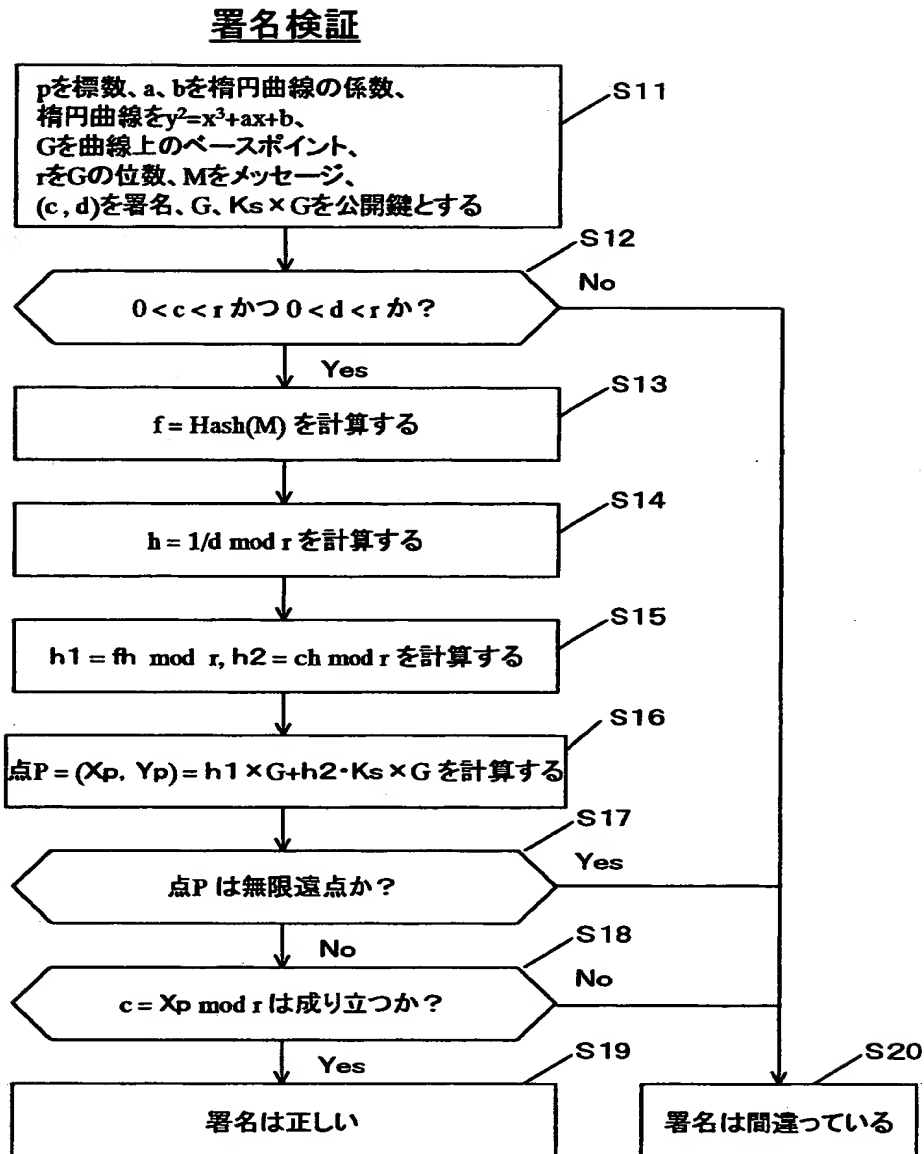 署名検証
pを標数、a、bを楕円曲線の係数、
S11
楕円曲線をy²=x³+ax+b、
Gを曲線上のベースポイント、
rをGの位数、Mをメッセージ、
(c , d)を署名、G、Ks×Gを公開鍵とする
S12
0 < c < r かつ 0 < d < r か？
No
Yes
S13
f = Hash(M) を計算する
S14
h = 1/d mod r を計算する
S15
h1 = fh mod r, h2 = ch mod r を計算する
S16
点P = (Xp, Yp) = h1×G+h2・Ks×G を計算する
S17
点P は無限遠点か？
Yes
No
S18
c = Xp mod r は成り立つか？
No
Yes
S19
S20
署名は正しい
署名は間違っている